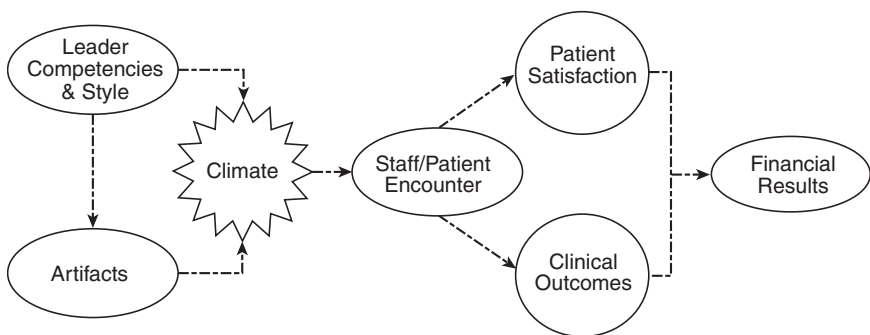 Leader
Competencies
& Style
Artifacts
Climate
Staff/Patient
Encounter
Patient
Satisfaction
Clinical
Outcomes
Financial
Results